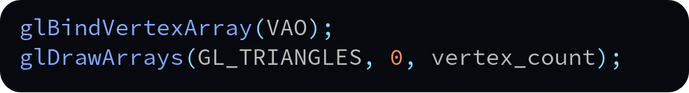 glBindVertexArray(VAO);
glDrawArrays(GL_TRIANGLES, 0, vertex_count);